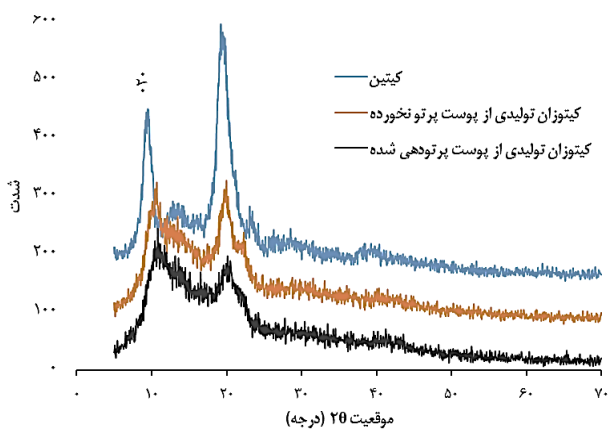 ۶۰۰
۵۰۰
۴۰۰
۳۰۰
۲۰۰
۱۰۰
۰
شدت
۰۲۰
کیتین
کیتوزان تولیدی از پوست پرتو نخورده
کیتوزان تولیدی از پوست پرتودهی شده
۰ ۱۰ ۲۰ ۳۰ ۴۰ ۵۰ ۶۰ ۷۰
موقعیت 2θ (درجه)